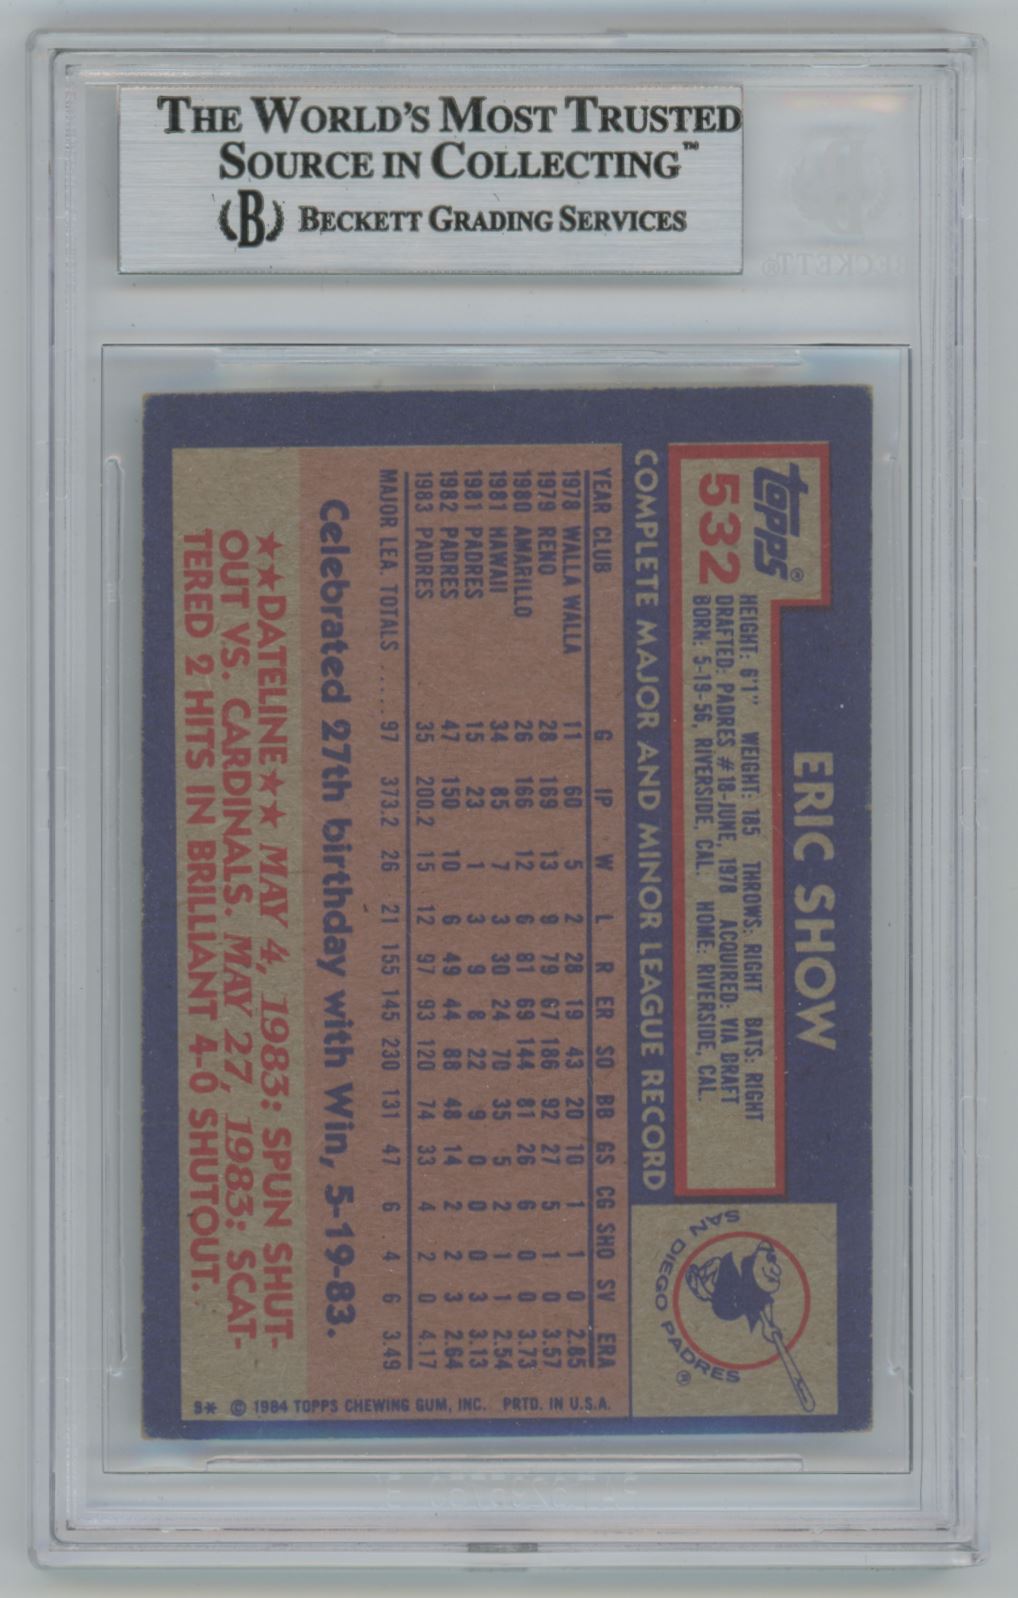 THE WORLD'S MOST TRUSTED
SOURCE IN COLLECTING™
B BECKETT GRADING SERVICES
BECKETT®
Topps®
532
ERIC SHOW
HEIGHT: 6'1" WEIGHT: 185 THROWS: RIGHT BATS: RIGHT
DRAFTED: PADRES #18-JUNE, 1978 ACQUIRED: VIA DRAFT
BORN: 5-19-56, RIVERSIDE, CAL. HOME: RIVERSIDE, CAL.
SAN DIEGO PADRES®
COMPLETE MAJOR AND MINOR LEAGUE RECORD
YEAR CLUB G IP W L R ER SO BB GS CG SHO SV ERA
1978 WALLA WALLA 11 60 5 2 28 19 43 20 10 1 1 0 2.85
1979 RENO 28 169 13 9 79 67 186 92 27 5 1 0 3.57
1980 AMARILLO 26 166 12 6 81 69 144 81 26 6 0 0 3.73
1981 HAWAII 34 85 7 3 30 24 70 35 5 2 1 1 2.54
1981 PADRES 15 23 1 3 9 8 22 9 0 0 0 3 3.13
1982 PADRES 47 150 10 6 49 44 88 48 14 2 2 3 2.64
1983 PADRES 35 200.2 15 12 97 93 120 74 33 4 2 0 4.17
MAJOR LEA. TOTALS ..... 97 373.2 26 21 155 145 230 131 47 6 4 6 3.49
Celebrated 27th birthday with Win, 5-19-83.
★★DATELINE★★ MAY 4, 1983: SPUN SHUT-
OUT VS. CARDINALS. MAY 27, 1983: SCAT-
TERED 2 HITS IN BRILLIANT 4-0 SHUTOUT.
B* © 1984 TOPPS CHEWING GUM, INC. PRTD. IN U.S.A.